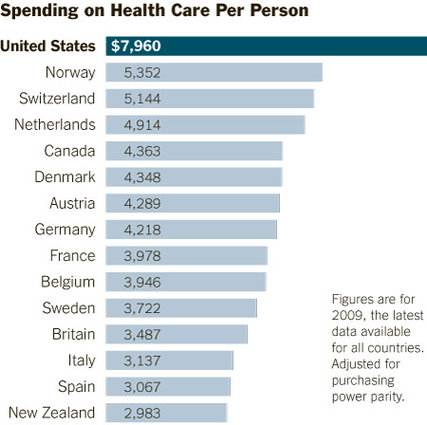 Spending on Health Care Per Person
United States $7,960
Norway 5,352
Switzerland 5,144
Netherlands 4,914
Canada 4,363
Denmark 4,348
Austria 4,289
Germany 4,218
France 3,978
Belgium 3,946
Sweden 3,722
Britain 3,487
Italy 3,137
Spain 3,067
New Zealand 2,983
Figures are for
2009, the latest
data available
for all countries.
Adjusted for
purchasing
power parity.